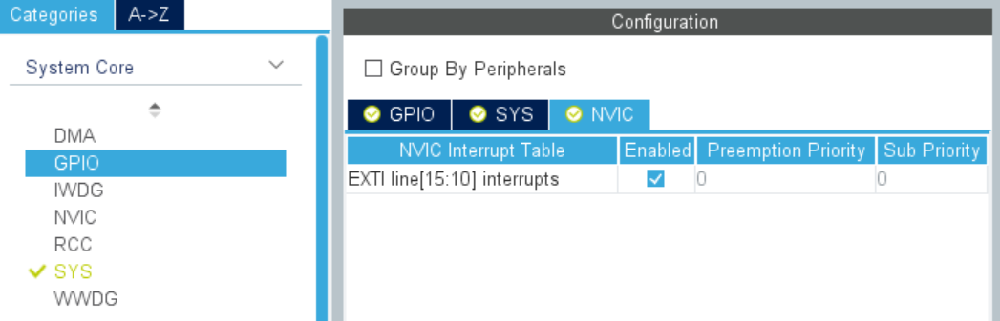 Categories A->Z
System Core
DMA
GPIO
IWDG
NVIC
RCC
SYS
WWDG
Configuration
Group By Peripherals
GPIO SYS NVIC
NVIC Interrupt Table Enabled Preemption Priority Sub Priority
EXTI line[15:10] interrupts 0 0